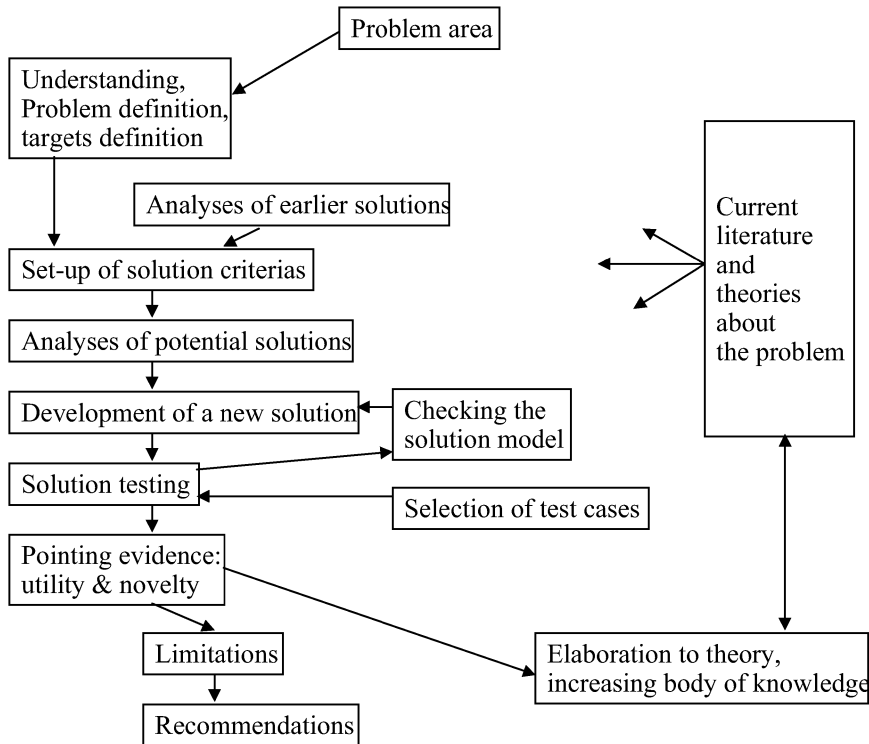 Problem area
Understanding,
Problem definition,
targets definition
Analyses of earlier solutions
Set-up of solution criterias
Analyses of potential solutions
Development of a new solution
Checking the
solution model
Solution testing
Selection of test cases
Pointing evidence:
utility & novelty
Limitations
Recommendations
Current
literature
and
theories
about
the problem
Elaboration to theory,
increasing body of knowledge